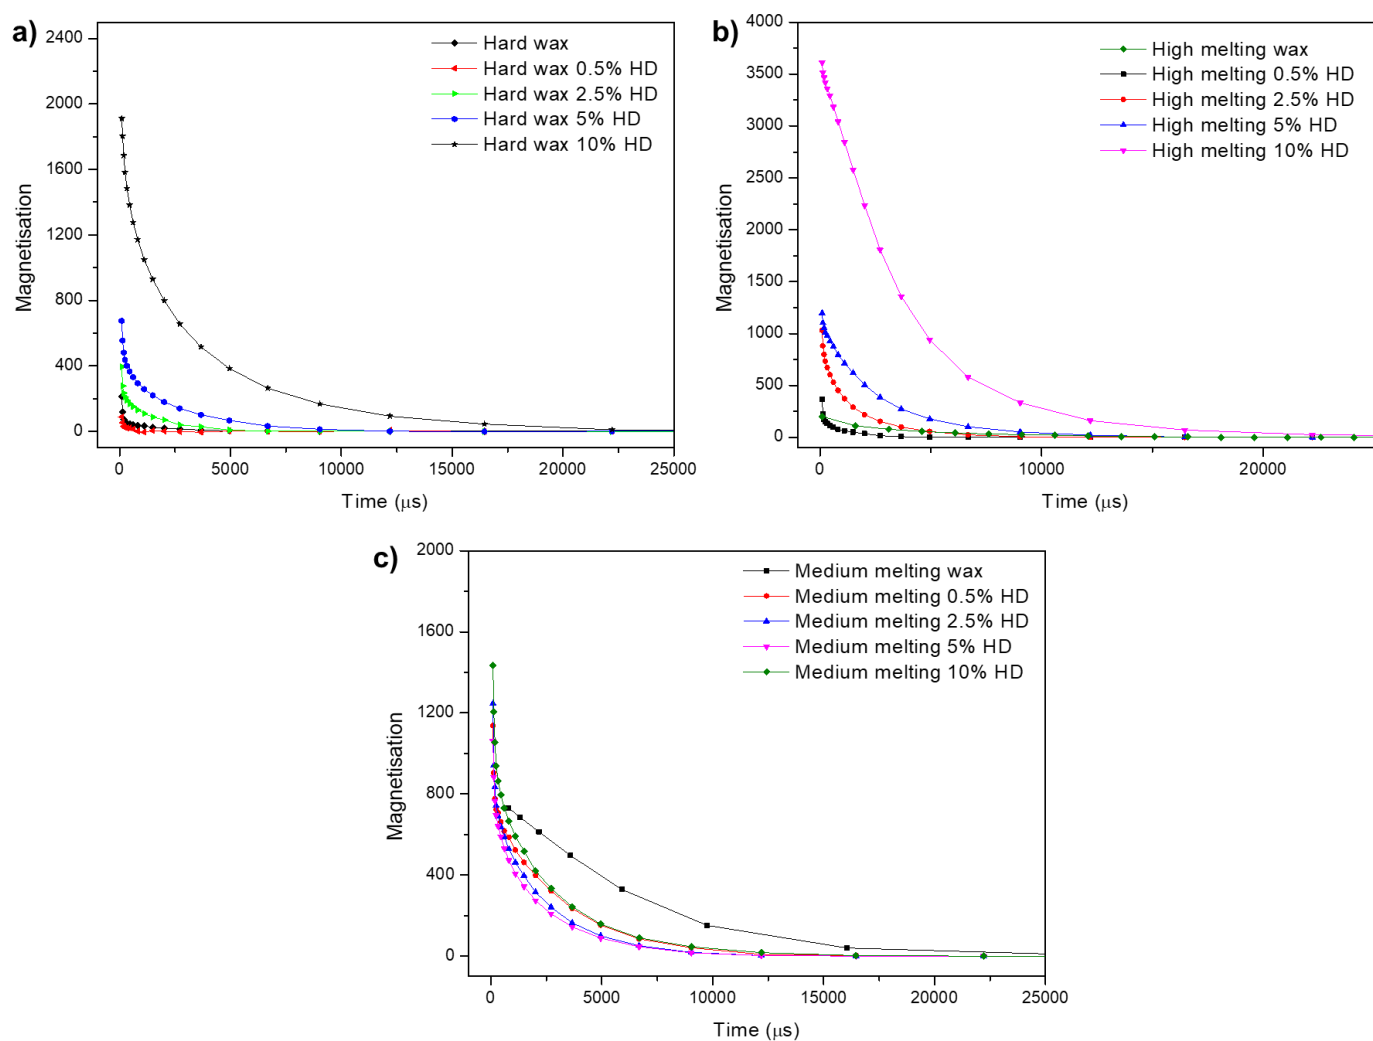 a)
2400
2000
1600
1200
800
400
0
Magnetisation
Hard wax
Hard wax 0.5% HD
Hard wax 2.5% HD
Hard wax 5% HD
Hard wax 10% HD
0 5000 10000 15000 20000 25000
Time (μs)
b)
4000
3500
3000
2500
2000
1500
1000
500
0
Magnetisation
High melting wax
High melting 0.5% HD
High melting 2.5% HD
High melting 5% HD
High melting 10% HD
0 10000 20000
Time (μs)
c)
2000
1600
1200
800
400
0
Magnetisation
Medium melting wax
Medium melting 0.5% HD
Medium melting 2.5% HD
Medium melting 5% HD
Medium melting 10% HD
0 5000 10000 15000 20000 25000
Time (μs)